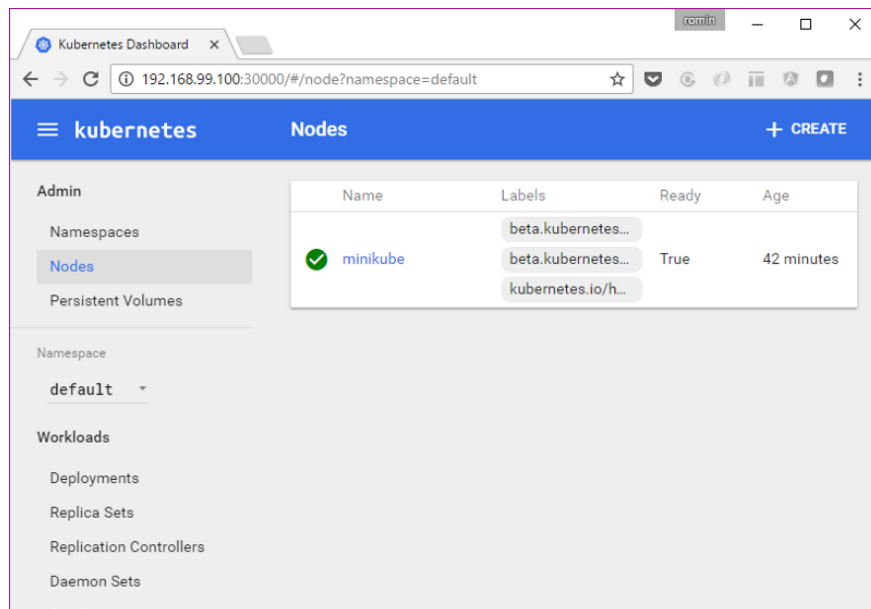 romin
Kubernetes Dashboard
192.168.99.100:30000/#/node?namespace=default
kubernetes
Nodes
+ CREATE
Admin
Namespaces
Nodes
Persistent Volumes
Namespace
default
Workloads
Deployments
Replica Sets
Replication Controllers
Daemon Sets
Name Labels Ready Age
beta.kubernetes...
minikube beta.kubernetes... True 42 minutes
kubernetes.io/h...